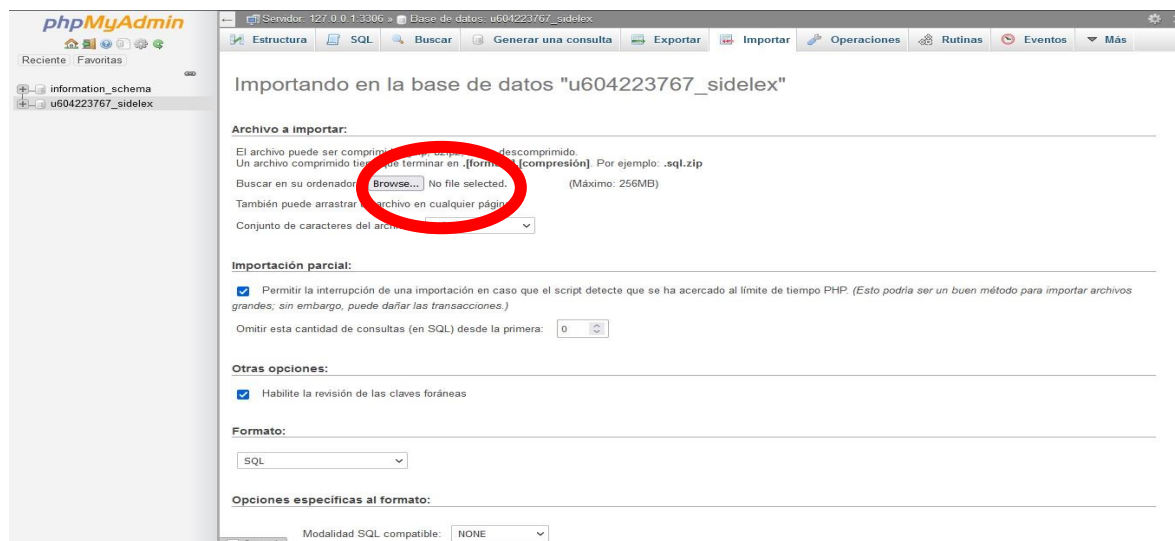 phpMyAdmin
Reciente Favoritas
information_schema
u604223767_sidelex
Servidor: 127.0.0.1:3306 » Base de datos: u604223767_sidelex
Estructura SQL Buscar Generar una consulta Exportar Importar Operaciones Rutinas Eventos Más
Importando en la base de datos "u604223767_sidelex"
Archivo a importar:
El archivo puede ser descomprimido.
Un archivo comprimido que terminar en .[compresión]. Por ejemplo: .sql.zip
Buscar en su ordenador: Browse... No file selected. (Máximo: 256MB)
También puede arrastrar archivo en cualquier
Conjunto de caracteres del
Importación parcial:
Permitir la interrupción de una importación en caso que el script detecte que se ha acercado al límite de tiempo PHP. (Esto podría ser un buen método para importar archivos
grandes; sin embargo, puede dañar las transacciones.)
Omitir esta cantidad de consultas (en SQL) desde la primera: 0
Otras opciones:
Habilite la revisión de las claves foráneas
Formato:
SQL
Opciones específicas al formato:
Modalidad SQL compatible: NONE